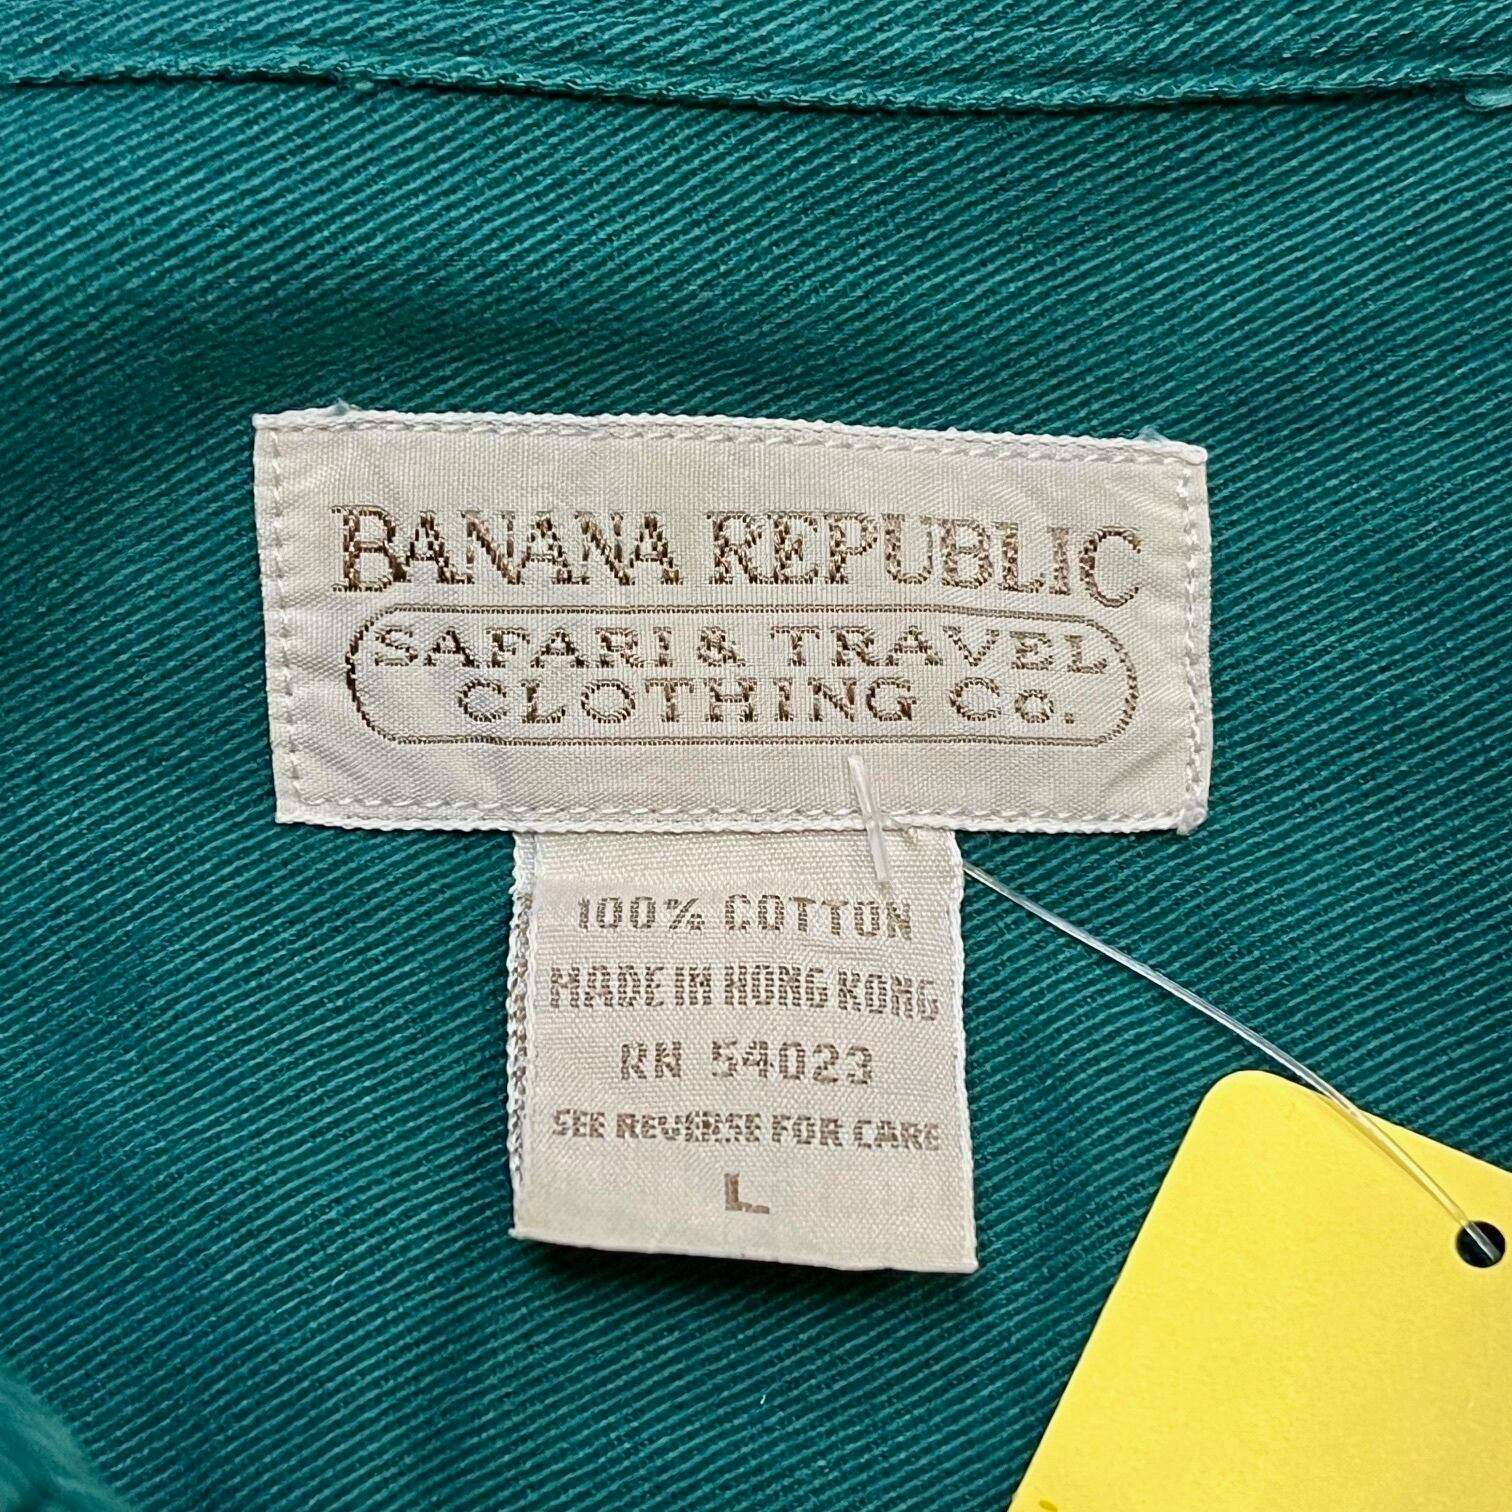 BANANA REPUBLIC
SAFARI & TRAVEL
CLOTHING Co.
100% COTTON
MADE IN HONG KONG
RN 54023
SEE REVERSE FOR CARE
L